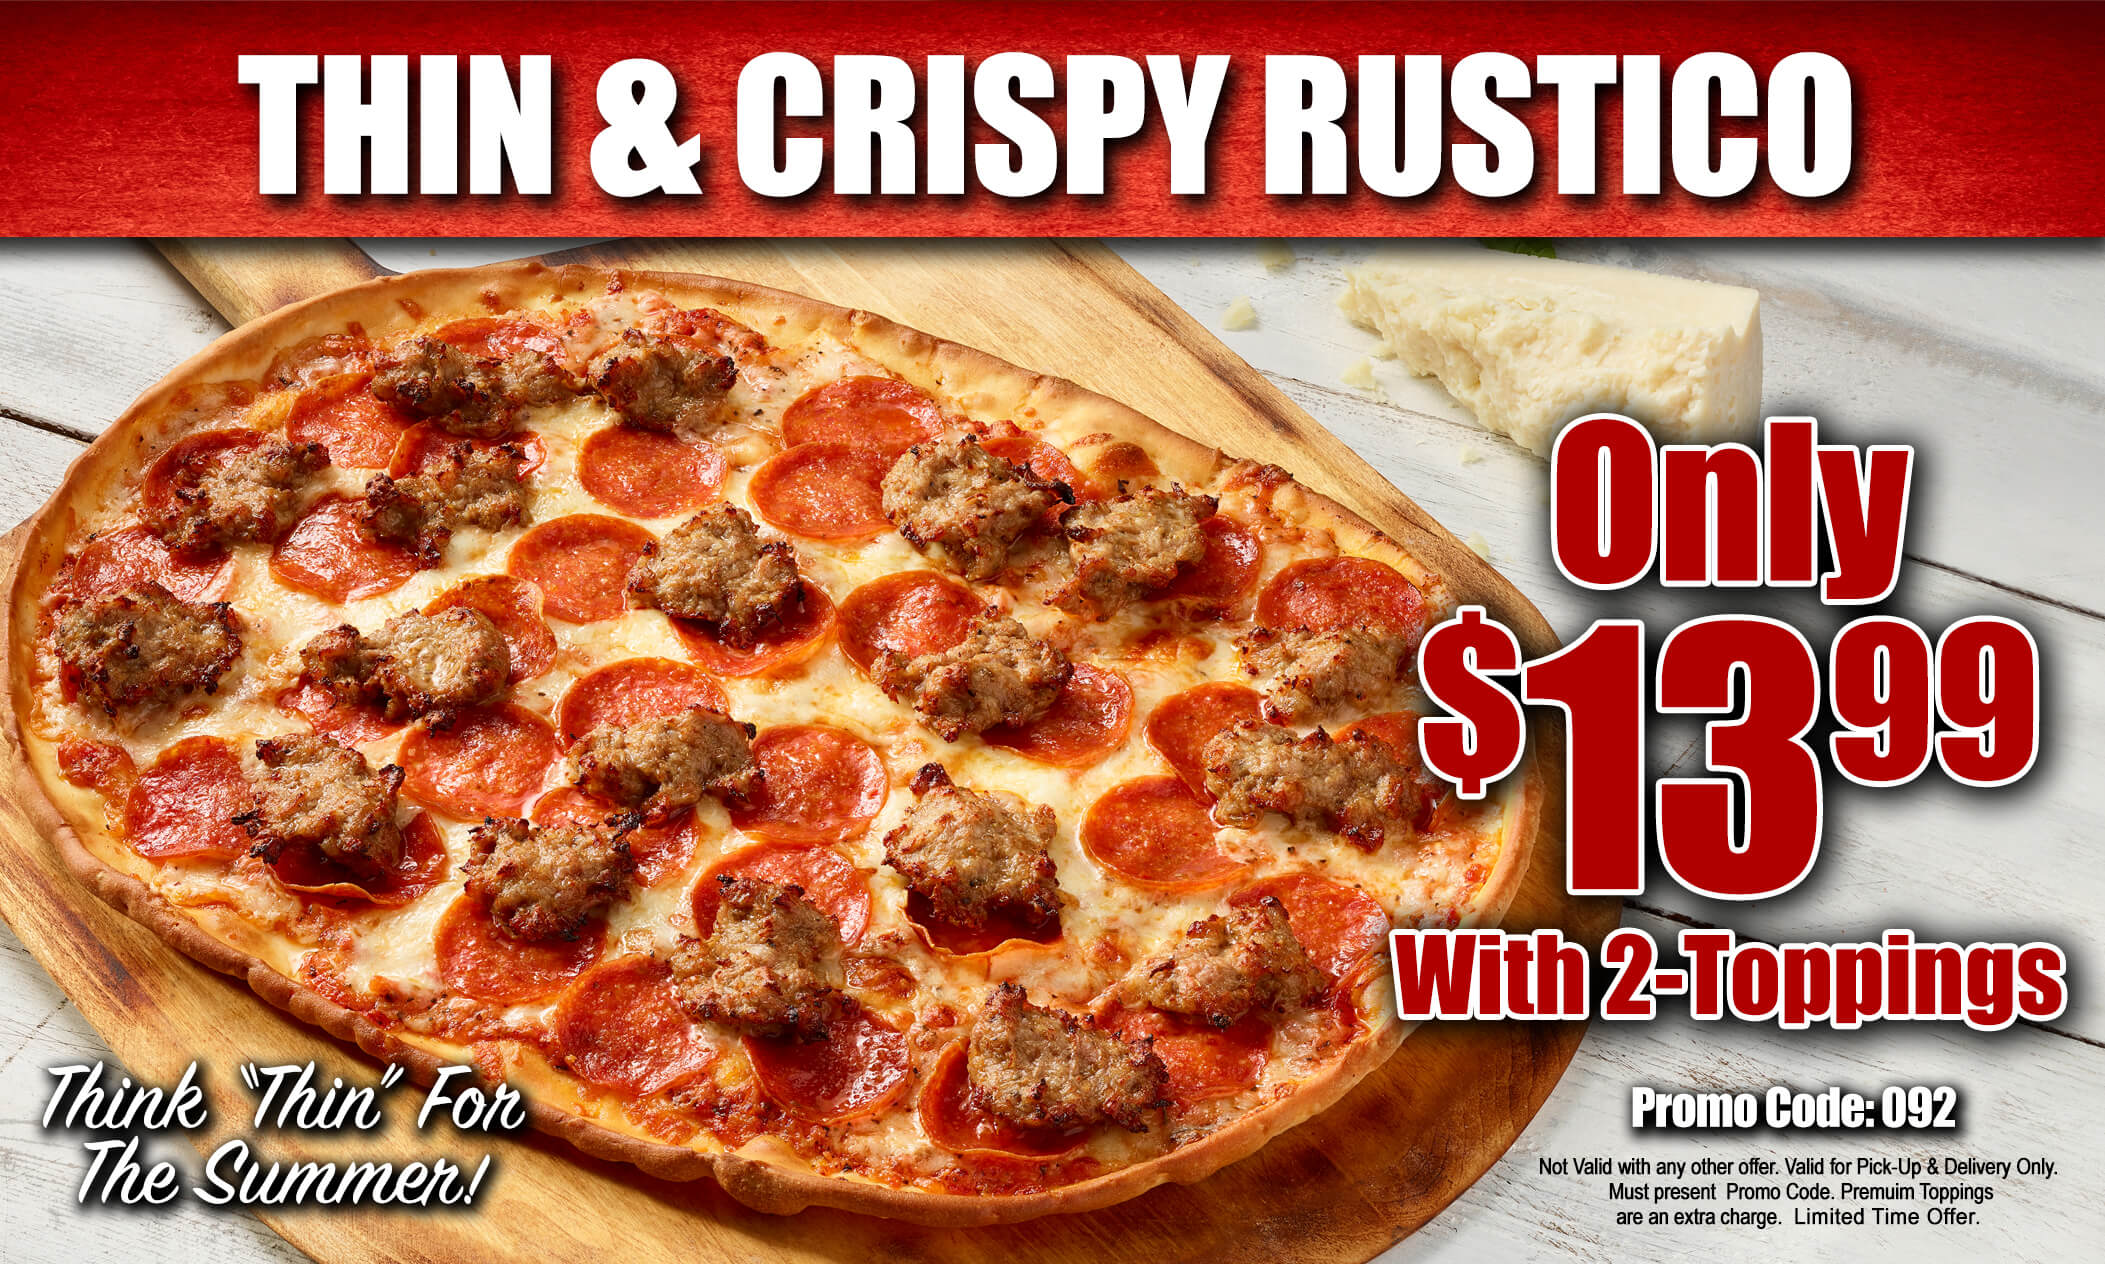 THIN & CRISPY RUSTICO
Only
$1399
With 2-Toppings
Think "Thin" For
The Summer!
Promo Code: 092
Not Valid with any other offer. Valid for Pick-Up & Delivery Only.
Must present Promo Code. Premuim Toppings
are an extra charge. Limited Time Offer.